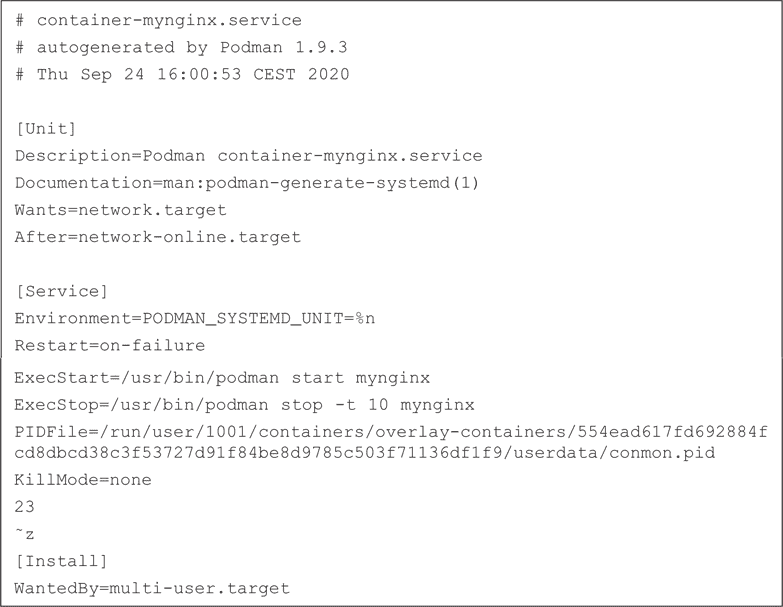 # container-mynginx.service
# autogenerated by Podman 1.9.3
# Thu Sep 24 16:00:53 CEST 2020
[Unit]
Description=Podman container-mynginx.service
Documentation=man:podman-generate-systemd(1)
Wants=network.target
After=network-online.target
[Service]
Environment=PODMAN_SYSTEMD_UNIT=%n
Restart=on-failure
ExecStart=/usr/bin/podman start mynginx
ExecStop=/usr/bin/podman stop -t 10 mynginx
PIDFile=/run/user/1001/containers/overlay-containers/554ead617fd692884f
cd8dbcd38c3f53727d91f84be8d9785c503f71136df1f9/userdata/conmon.pid
KillMode=none
23
~z
[Install]
WantedBy=multi-user.target